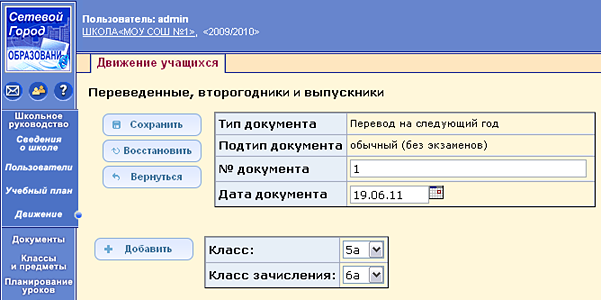 Сетевой
Город
ОБРАЗОВАНИ
Пользователь: admin
ШКОЛА<МОУ СОШ №1>, <2009/2010>
Движение учащихся
Переведенные, второгодники и выпускники
Школьное
руководство
Сведения
о школе
Пользователи
Учебный план
Движение
Документы
Классы
и предметы
Планирование
уроков
Сохранить
Восстановить
Вернуться
Тип документа Перевод на следующий год
Подтип документа обычный (без экзаменов)
№ документа 1
Дата документа 19.06.11
Добавить
Класс: 5а
Класс зачисления: 6а